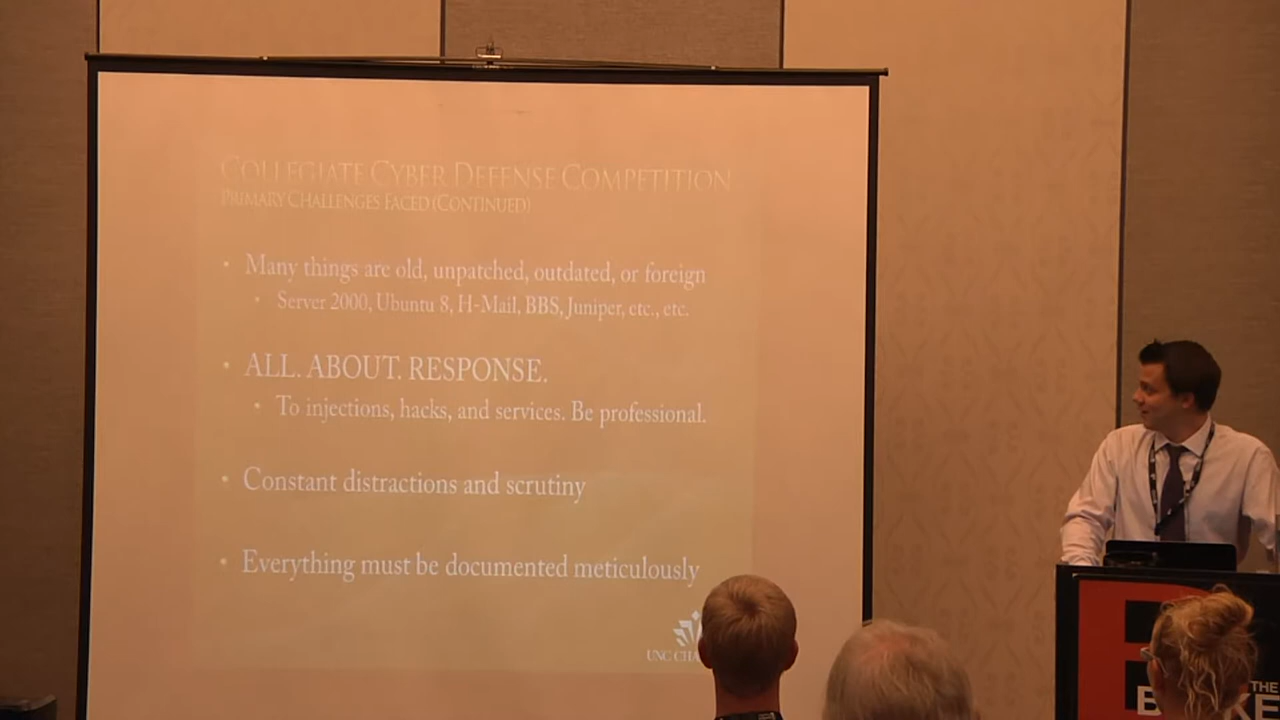 COLLEGIATE CYBER DEFENSE COMPETITION
PRIMARY CHALLENGES FACED (CONTINUED)
• Many things are old, unpatched, outdated, or foreign
• Server 2000, Ubuntu 8, H-Mail, BBS, Juniper, etc., etc.
• ALL. ABOUT. RESPONSE.
• To injections, hacks, and services. Be professional.
• Constant distractions and scrutiny
• Everything must be documented meticulously
UNC CHA
THE